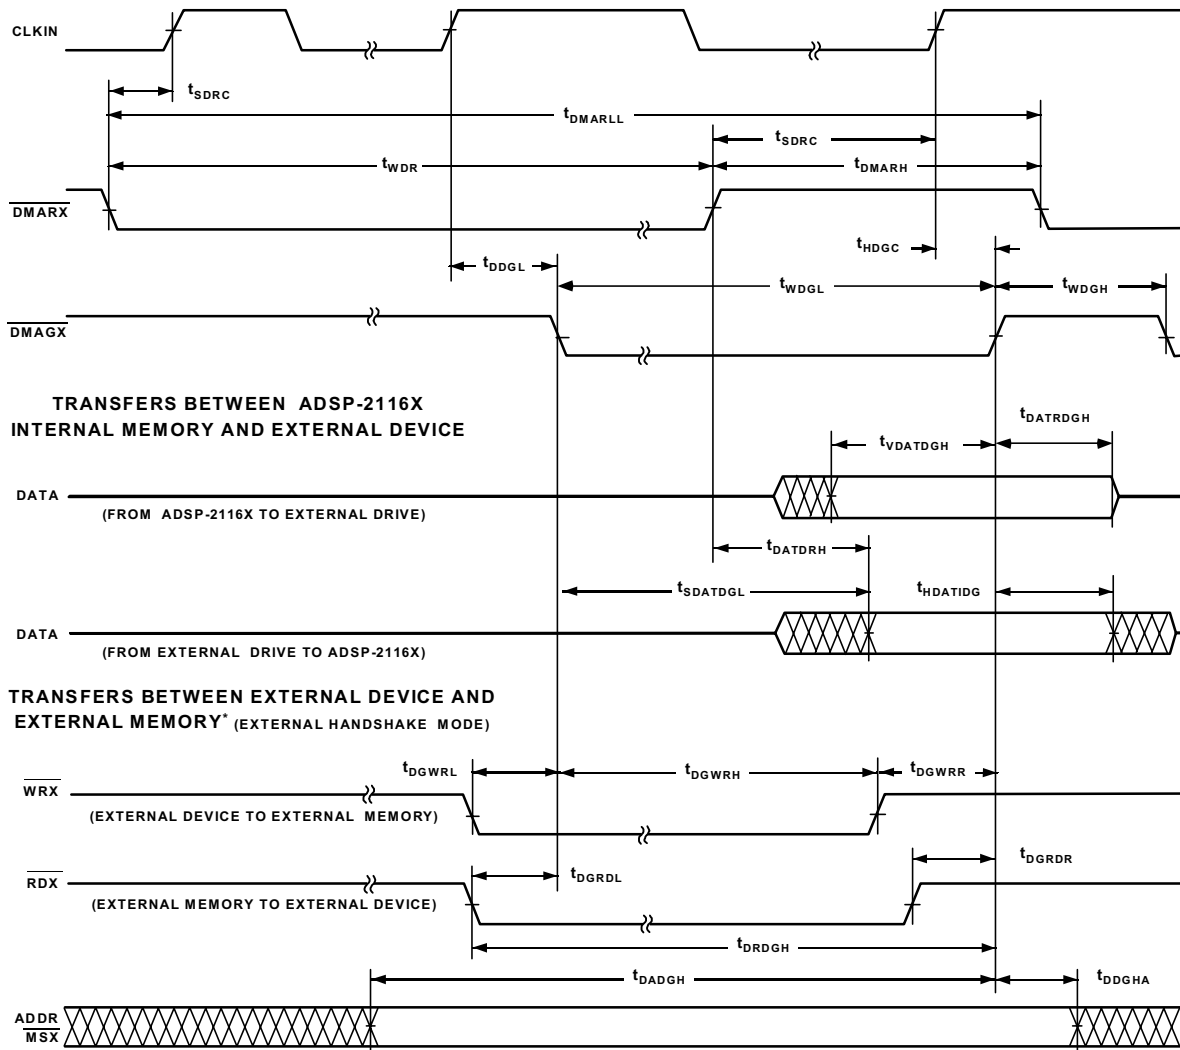 CLKIN
tSDRC
tDMARLL
tSDRC
tWDR
tDMARH
DMARX
tHDGC
tDDGL
tWDGL
tWDGH
DMAGX
TRANSFERS BETWEEN ADSP-2116X
INTERNAL MEMORY AND EXTERNAL DEVICE
tDATRDGH
tVDATDGH
DATA
(FROM ADSP-2116X TO EXTERNAL DRIVE)
tDATDRH
tSDATDGL
tHDATIDG
DATA
(FROM EXTERNAL DRIVE TO ADSP-2116X)
TRANSFERS BETWEEN EXTERNAL DEVICE AND
EXTERNAL MEMORY* (EXTERNAL HANDSHAKE MODE)
tDGWRL
tDGWRH
tDGWRR
WRX
(EXTERNAL DEVICE TO EXTERNAL MEMORY)
tDGRDR
RDX
tDGRDL
(EXTERNAL MEMORY TO EXTERNAL DEVICE)
tDRDGH
tDADGH
tDDGHA
ADDR
MSX